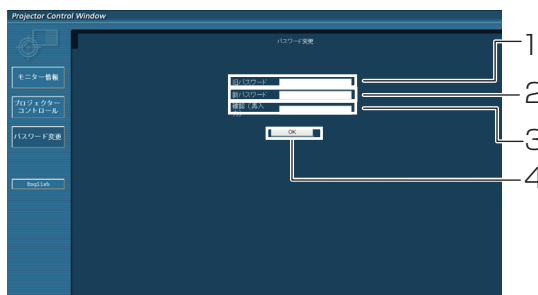 Projector Control Window
パスワード変更
モニター情報
プロジェクター
コントロール
パスワード変更
English
旧パスワード
新パスワード
確認(再入
力)
OK
1
2
3
4